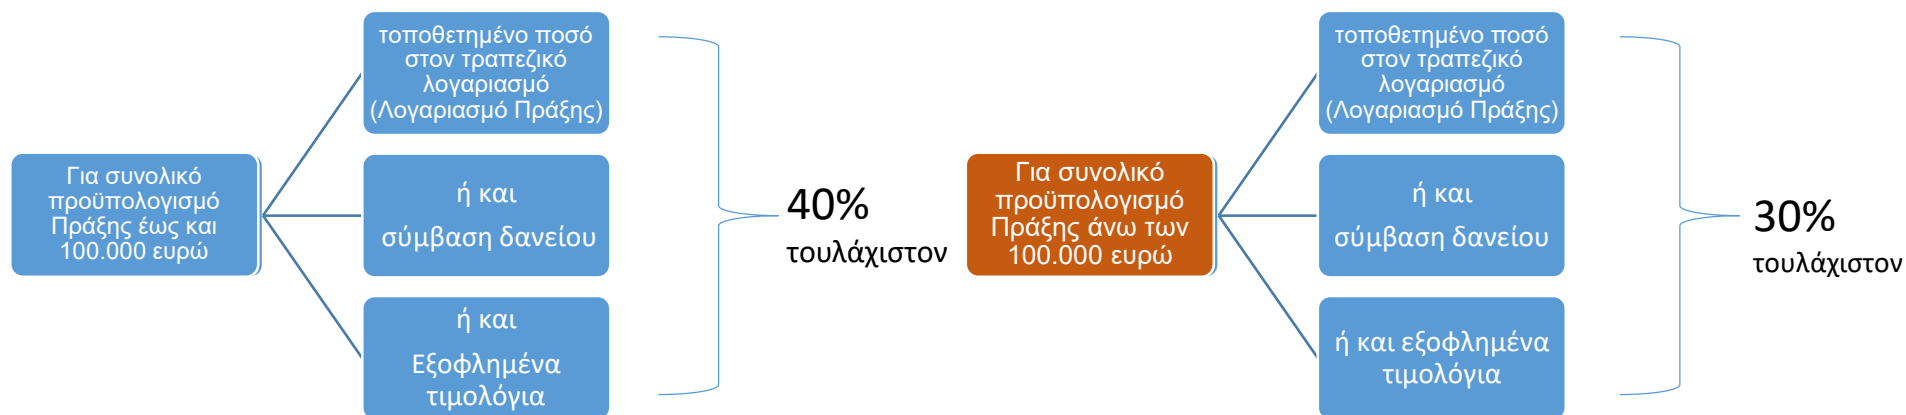 Για συνολικό
προϋπολογισμό
Πράξης έως και
100.000 ευρώ
τοποθετημένο ποσό
στον τραπεζικό
λογαριασμό
(Λογαριασμό Πράξης)
ή και
σύμβαση δανείου
ή και
Εξοφλημένα
τιμολόγια
40%
τουλάχιστον
Για συνολικό
προϋπολογισμό
Πράξης άνω των
100.000 ευρώ
τοποθετημένο ποσό
στον τραπεζικό
λογαριασμό
(Λογαριασμό Πράξης)
ή και
σύμβαση δανείου
ή και εξοφλημένα
τιμολόγια
30%
τουλάχιστον